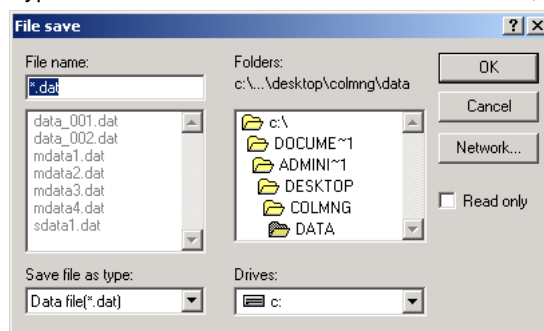 File save
File name:
*.dat
data_001.dat
data_002.dat
mdata1.dat
mdata2.dat
mdata3.dat
mdata4.dat
sdata1.dat
Save file as type:
Data file(*.dat)
Folders:
c:\...\desktop\colmng\data
c:\
DOCUME~1
ADMINI~1
DESKTOP
COLMNG
DATA
Drives:
c:
OK
Cancel
Network...
Read only